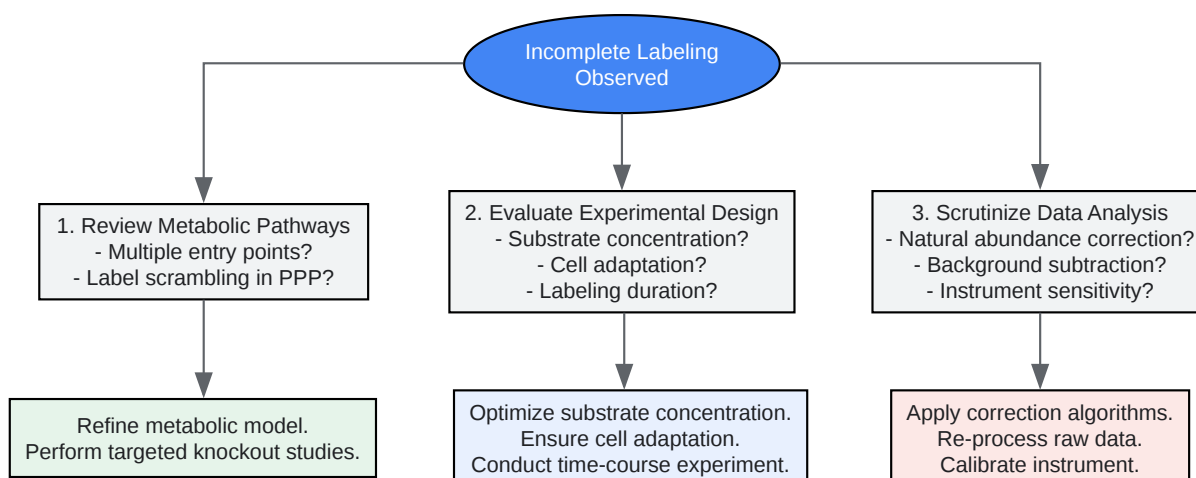 Incomplete Labeling
Observed
1. Review Metabolic Pathways
- Multiple entry points?
- Label scrambling in PPP?
2. Evaluate Experimental Design
- Substrate concentration?
- Cell adaptation?
- Labeling duration?
3. Scrutinize Data Analysis
- Natural abundance correction?
- Background subtraction?
- Instrument sensitivity?
Refine metabolic model.
Perform targeted knockout studies.
Optimize substrate concentration.
Ensure cell adaptation.
Conduct time-course experiment.
Apply correction algorithms.
Re-process raw data.
Calibrate instrument.